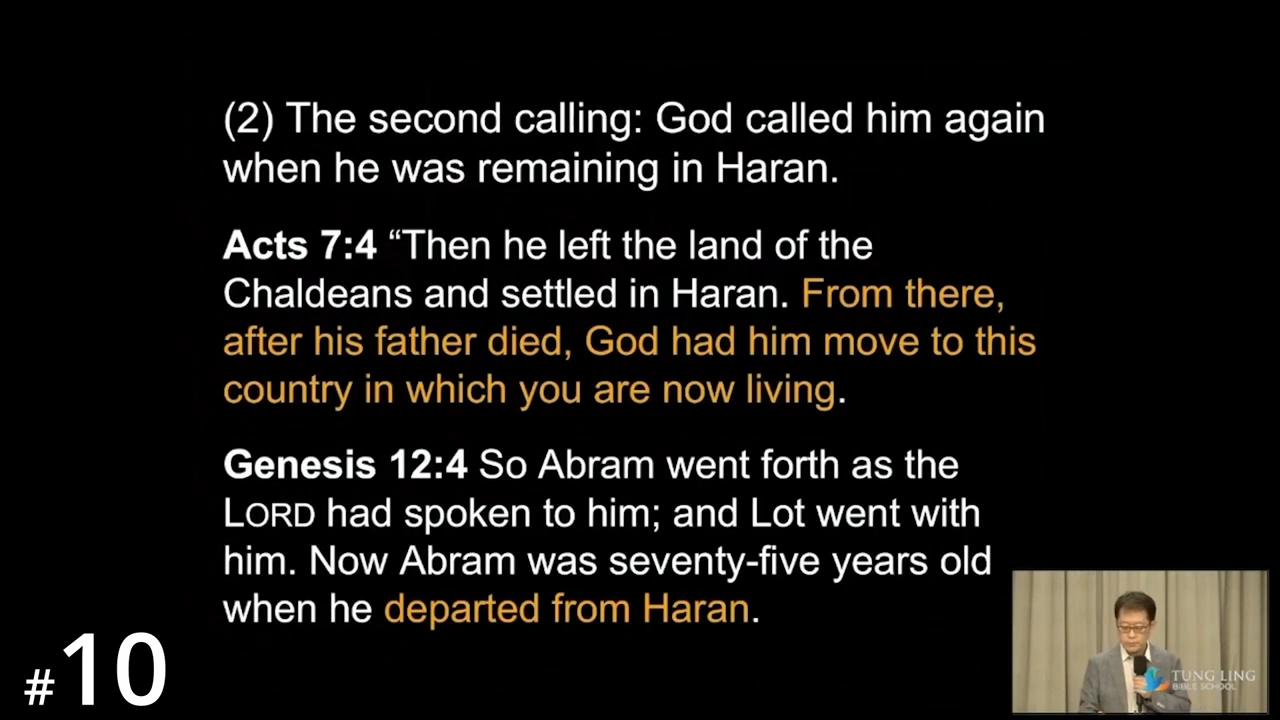 (2) The second calling: God called him again
when he was remaining in Haran.
Acts 7:4 “Then he left the land of the
Chaldeans and settled in Haran. From there,
after his father died, God had him move to this
country in which you are now living.
Genesis 12:4 So Abram went forth as the
LORD had spoken to him; and Lot went with
him. Now Abram was seventy-five years old
when he departed from Haran.
#10
TUNG LING
BIBLE SCHOOL